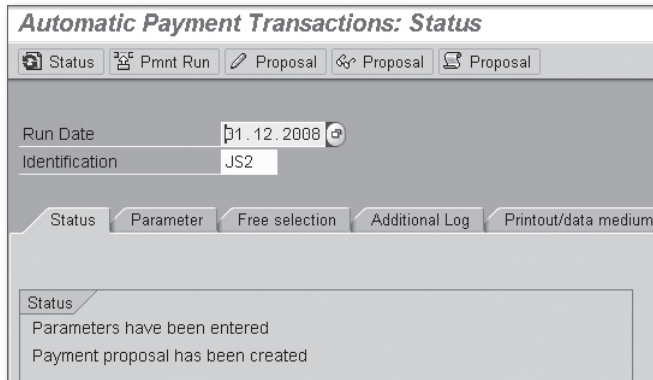 Automatic Payment Transactions: Status
Status Pmnt Run Proposal Proposal Proposal
Run Date 31.12.2008
Identification JS2
Status Parameter Free selection Additional Log Printout/data medium
Status
Parameters have been entered
Payment proposal has been created